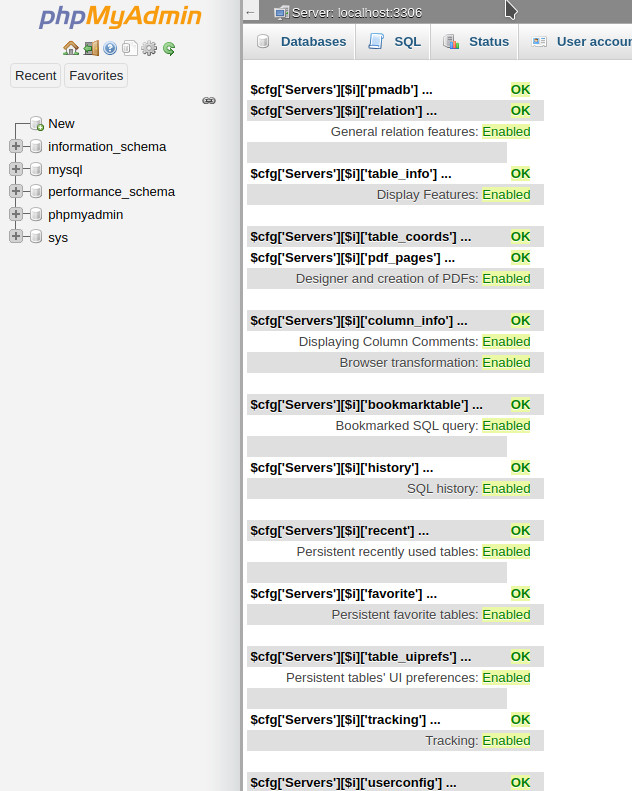 phpMyAdmin
Recent Favorites
New
information_schema
mysql
performance_schema
phpmyadmin
sys
← Server: localhost:3306
Databases SQL Status User accour
$cfg['Servers'][$i]['pmadb'] ... OK
$cfg['Servers'][$i]['relation'] ... OK
General relation features: Enabled
$cfg['Servers'][$i]['table_info'] ... OK
Display Features: Enabled
$cfg['Servers'][$i]['table_coords'] ... OK
$cfg['Servers'][$i]['pdf_pages'] ... OK
Designer and creation of PDFs: Enabled
$cfg['Servers'][$i]['column_info'] ... OK
Displaying Column Comments: Enabled
Browser transformation: Enabled
$cfg['Servers'][$i]['bookmarktable'] ... OK
Bookmarked SQL query: Enabled
$cfg['Servers'][$i]['history'] ... OK
SQL history: Enabled
$cfg['Servers'][$i]['recent'] ... OK
Persistent recently used tables: Enabled
$cfg['Servers'][$i]['favorite'] ... OK
Persistent favorite tables: Enabled
$cfg['Servers'][$i]['table_uiprefs'] ... OK
Persistent tables' UI preferences: Enabled
$cfg['Servers'][$i]['tracking'] ... OK
Tracking: Enabled
$cfg['Servers'][$i]['userconfig'] ... OK